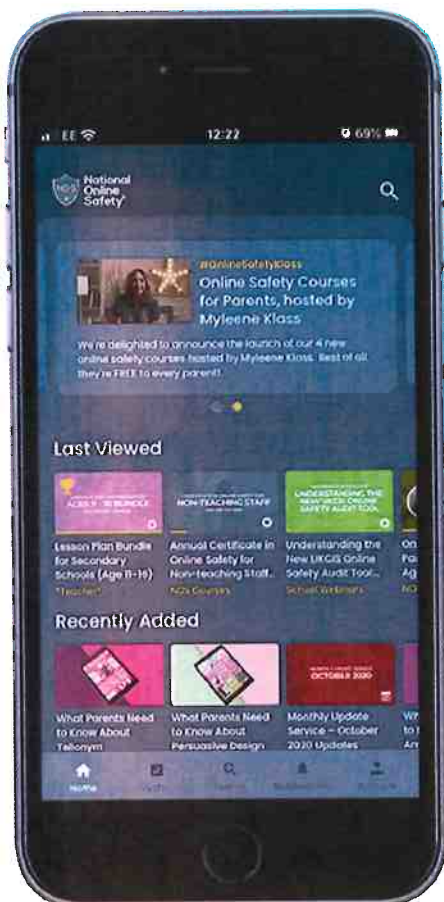 EE
12:22
69%
NOS
National
Online
Safety
#OnlineSafetyKlass
Online Safety Courses
for Parents, hosted by
Myleene Klass
We're delighted to announce the launch of our 4 new
online safety courses hosted by Myleene Klass. Best of all
they're FREE to every parent!
Last Viewed
NON-TEACHING STAFF
UNDERSTANDING THE
NEW UKCIS ONLINE
SAFETY AUDIT TOOL
Lesson Plan Bundle
for Secondary
Schools (Age 11-16)
*Teacher*
Annual Certificate in
Online Safety for
Non-teaching Staff...
NOS Courses
Understanding the
New UKCIS Online
Safety Audit Tool...
School Webinars
Recently Added
OCTOBER 2020
What Parents Need
to Know About
Tellonym
What Parents Need
to Know About
Persuasive Design
Monthly Update
Service – October
2020 Updates
Home